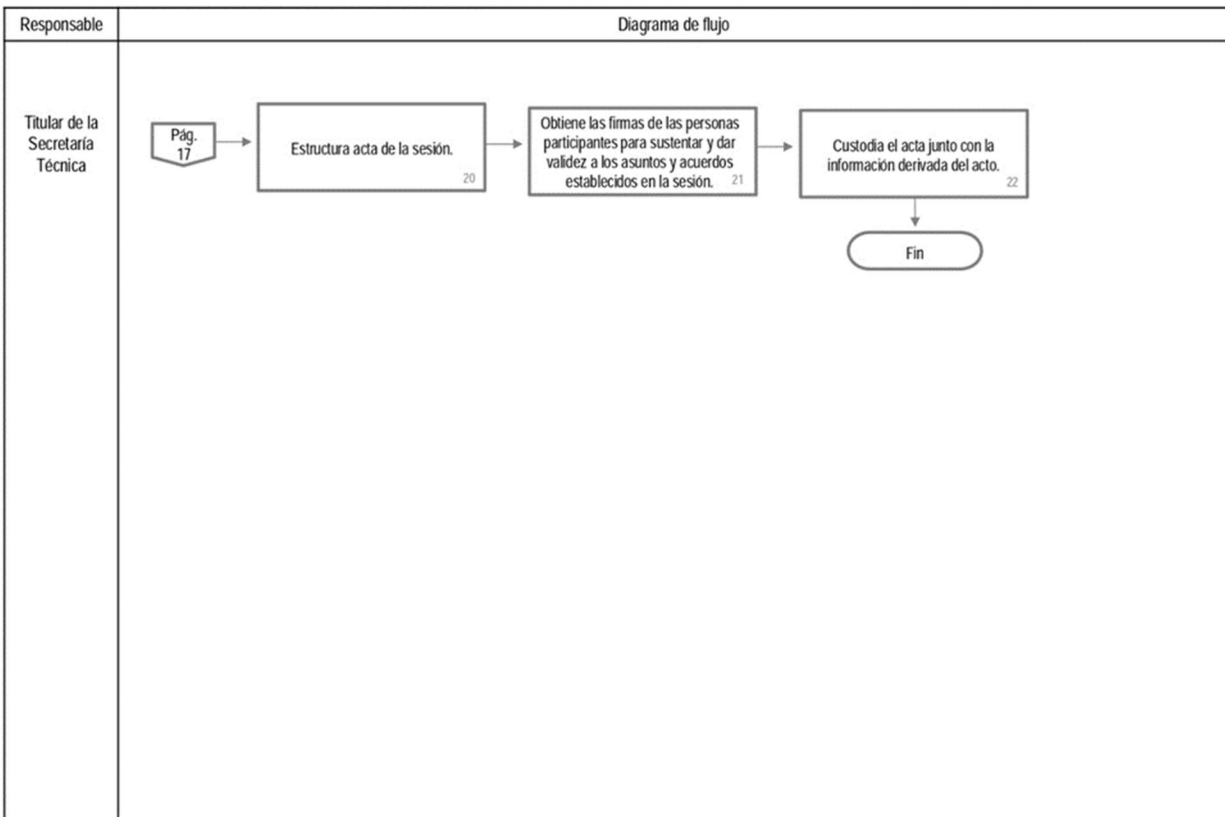 Responsable
Diagrama de flujo
Titular de la
Secretaría
Técnica
Pág.
17
Estructura acta de la sesión.
20
Obtiene las firmas de las personas
participantes para sustentar y dar
validez a los asuntos y acuerdos
establecidos en la sesión. 21
Custodia el acta junto con la
información derivada del acto.
22
Fin